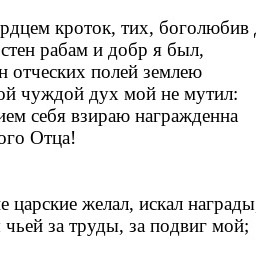 рдцем кроток, тих, боголюбив
стен рабам и добр я был,
н отческих полей землею
ой чуждой дух мой не мутил:
ием себя взираю награжденна
ого Отца!
е царские желал, искал награды
чьей за труды, за подвиг мой;